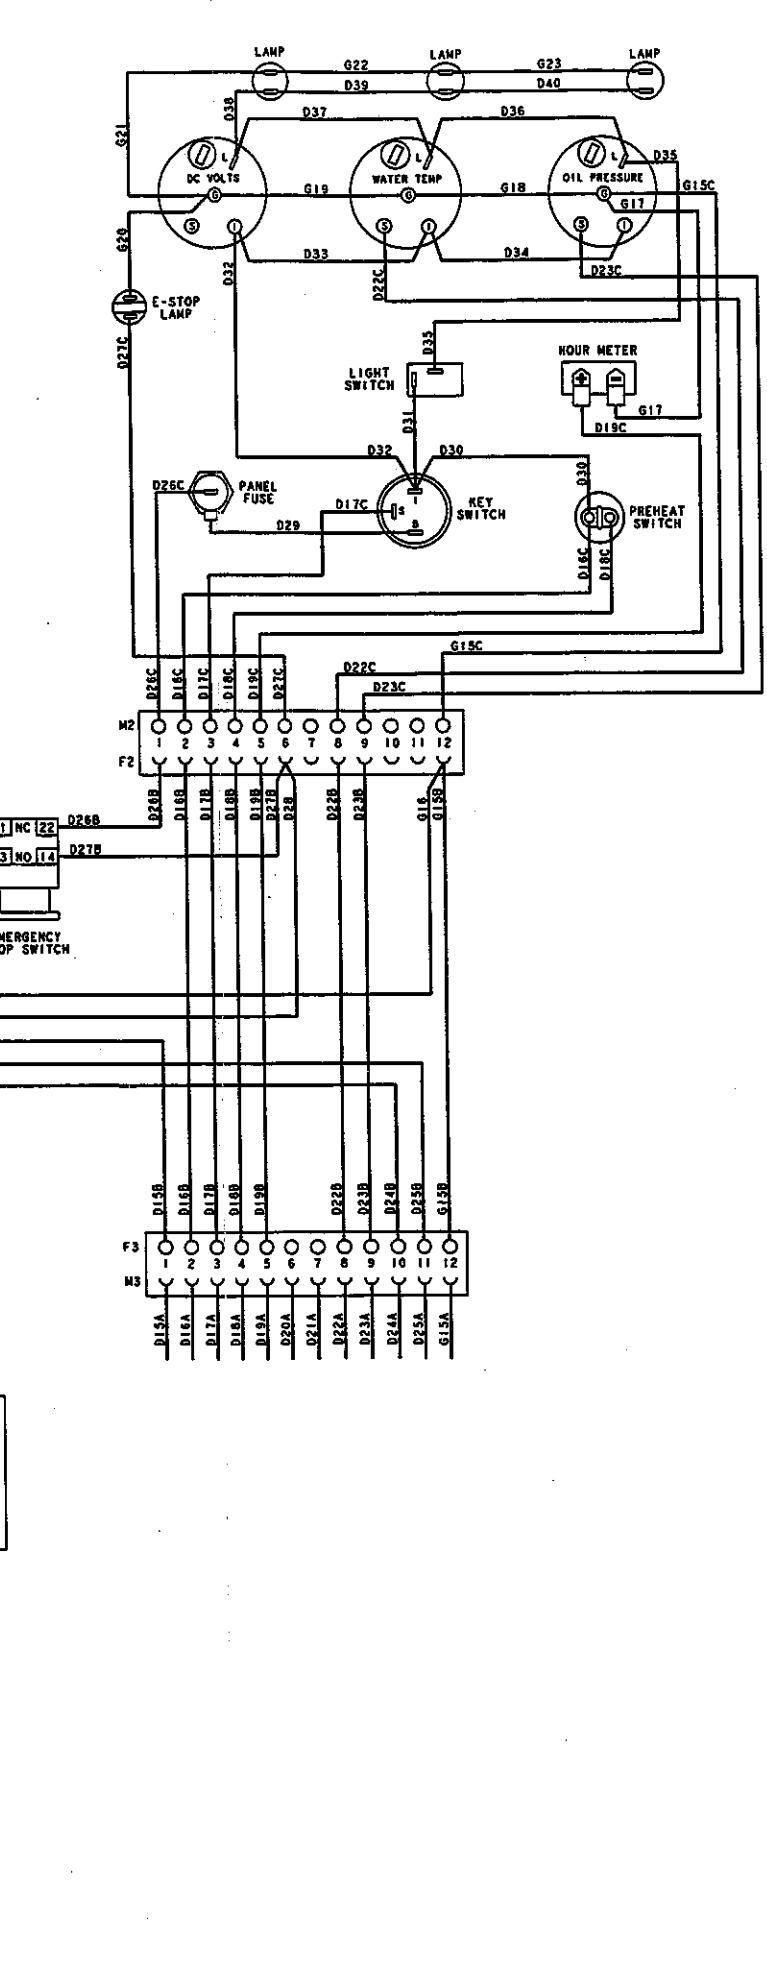 LAMP LAMP LAMP
G22 G23
D39 D40
D38
G21
D37 D36
L L L
D35
DC VOLTS WATER TEMP OIL PRESSURE
G G G
G19 G18 G15C
G17
S I S I S I
G20
D32 D33 D22C D34 D23C
E-STOP
LAMP
D27C
D35
HOUR METER
LIGHT
SWITCH
+ -
G17
D31
D19C
D32 D30
D30
D26C
PANEL
FUSE
D17C
I
S
B
KEY
SWITCH
PREHEAT
SWITCH
D29
D16C D18C
G15C
D22C
D23C
D26C D16C D17C D18C D19C D27C
M2
1 2 3 4 5 6 7 8 9 10 11 12
F2
D26B D16B D17B D18B D19B D27B D28 D22B D23B G16 G15B
1 NC 22 D26B
3 NO 14 D27B
MERGENCY
OP SWITCH
D15B D16B D17B D18B D19B D22B D23B D24B D25B G15B
F3
1 2 3 4 5 6 7 8 9 10 11 12
M3
D15A D16A D17A D18A D19A D20A D21A D22A D23A D24A D25A G15A